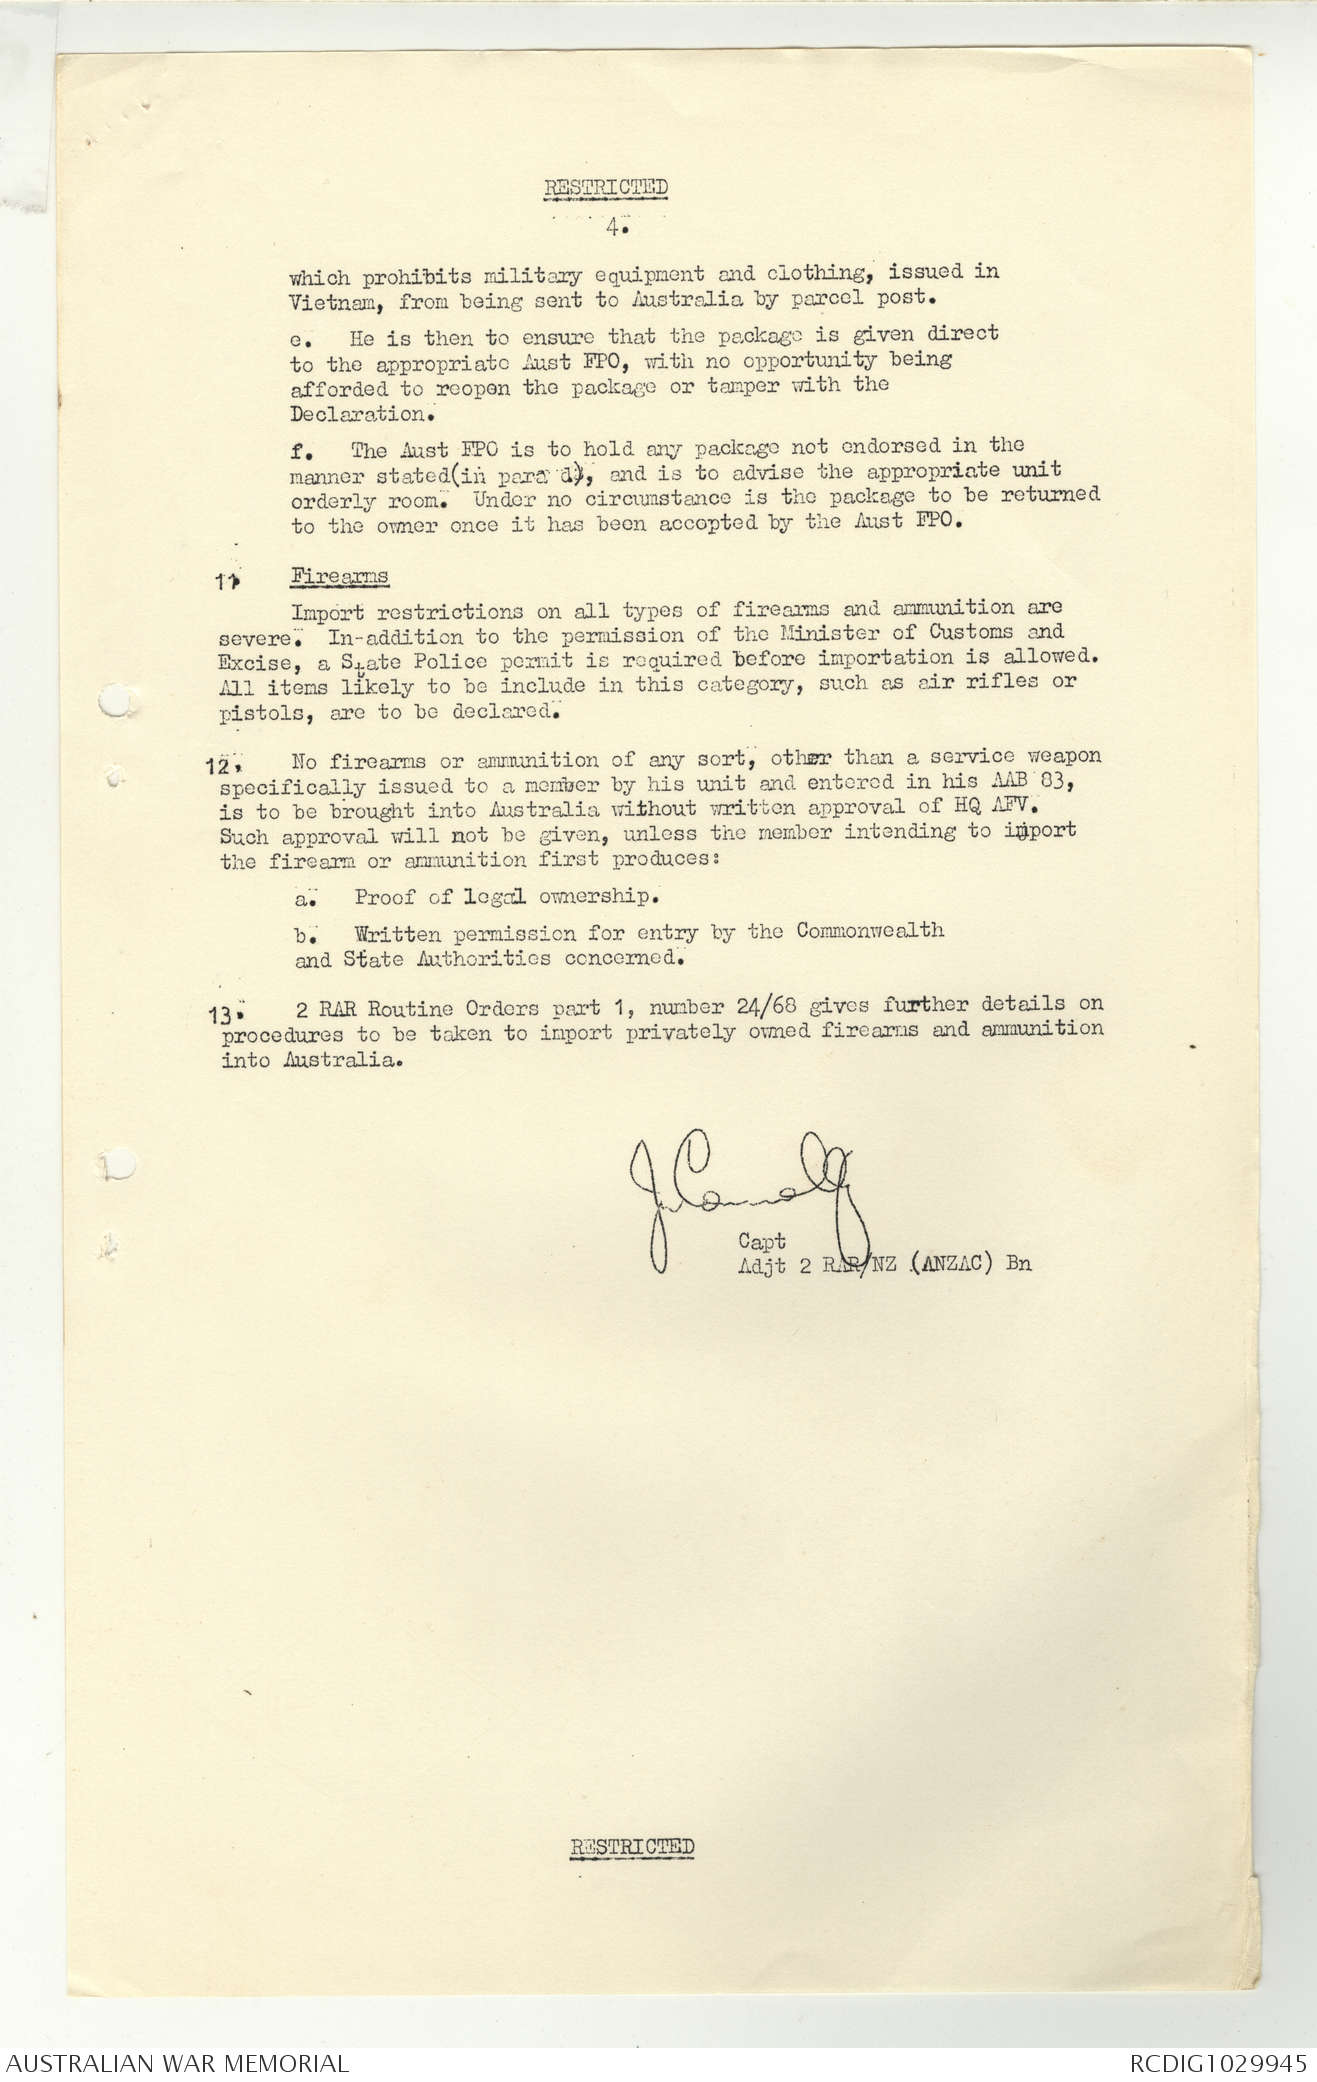 RESTRICTED
4.
which prohibits military equipment and clothing, issued in
Vietnam, from being sent to Australia by parcel post.
e. He is then to ensure that the package is given direct
to the appropriate Aust FPO, with no opportunity being
afforded to reopen the package or tamper with the
Declaration.
f. The Aust FPO is to hold any package not endorsed in the
manner stated(in para d), and is to advise the appropriate unit
orderly room. Under no circumstance is the package to be returned
to the owner once it has been accepted by the Aust FPO.
11. Firearms
Import restrictions on all types of firearms and ammunition are
severe. In-addition to the permission of the Minister of Customs and
Excise, a State Police permit is required before importation is allowed.
All items likely to be include in this category, such as air rifles or
pistols, are to be declared.
12. No firearms or ammunition of any sort, other than a service weapon
specifically issued to a member by his unit and entered in his AAB 83,
is to be brought into Australia without written approval of HQ AFV.
Such approval will not be given, unless the member intending to import
the firearm or ammunition first produces:
a. Proof of legal ownership.
b. Written permission for entry by the Commonwealth
and State Authorities concerned.
13. 2 RAR Routine Orders part 1, number 24/68 gives further details on
procedures to be taken to import privately owned firearms and ammunition
into Australia.
J Connolly
Capt
Adjt 2 RAR/NZ (ANZAC) Bn
RESTRICTED
AUSTRALIAN WAR MEMORIAL
RCDIG1029945